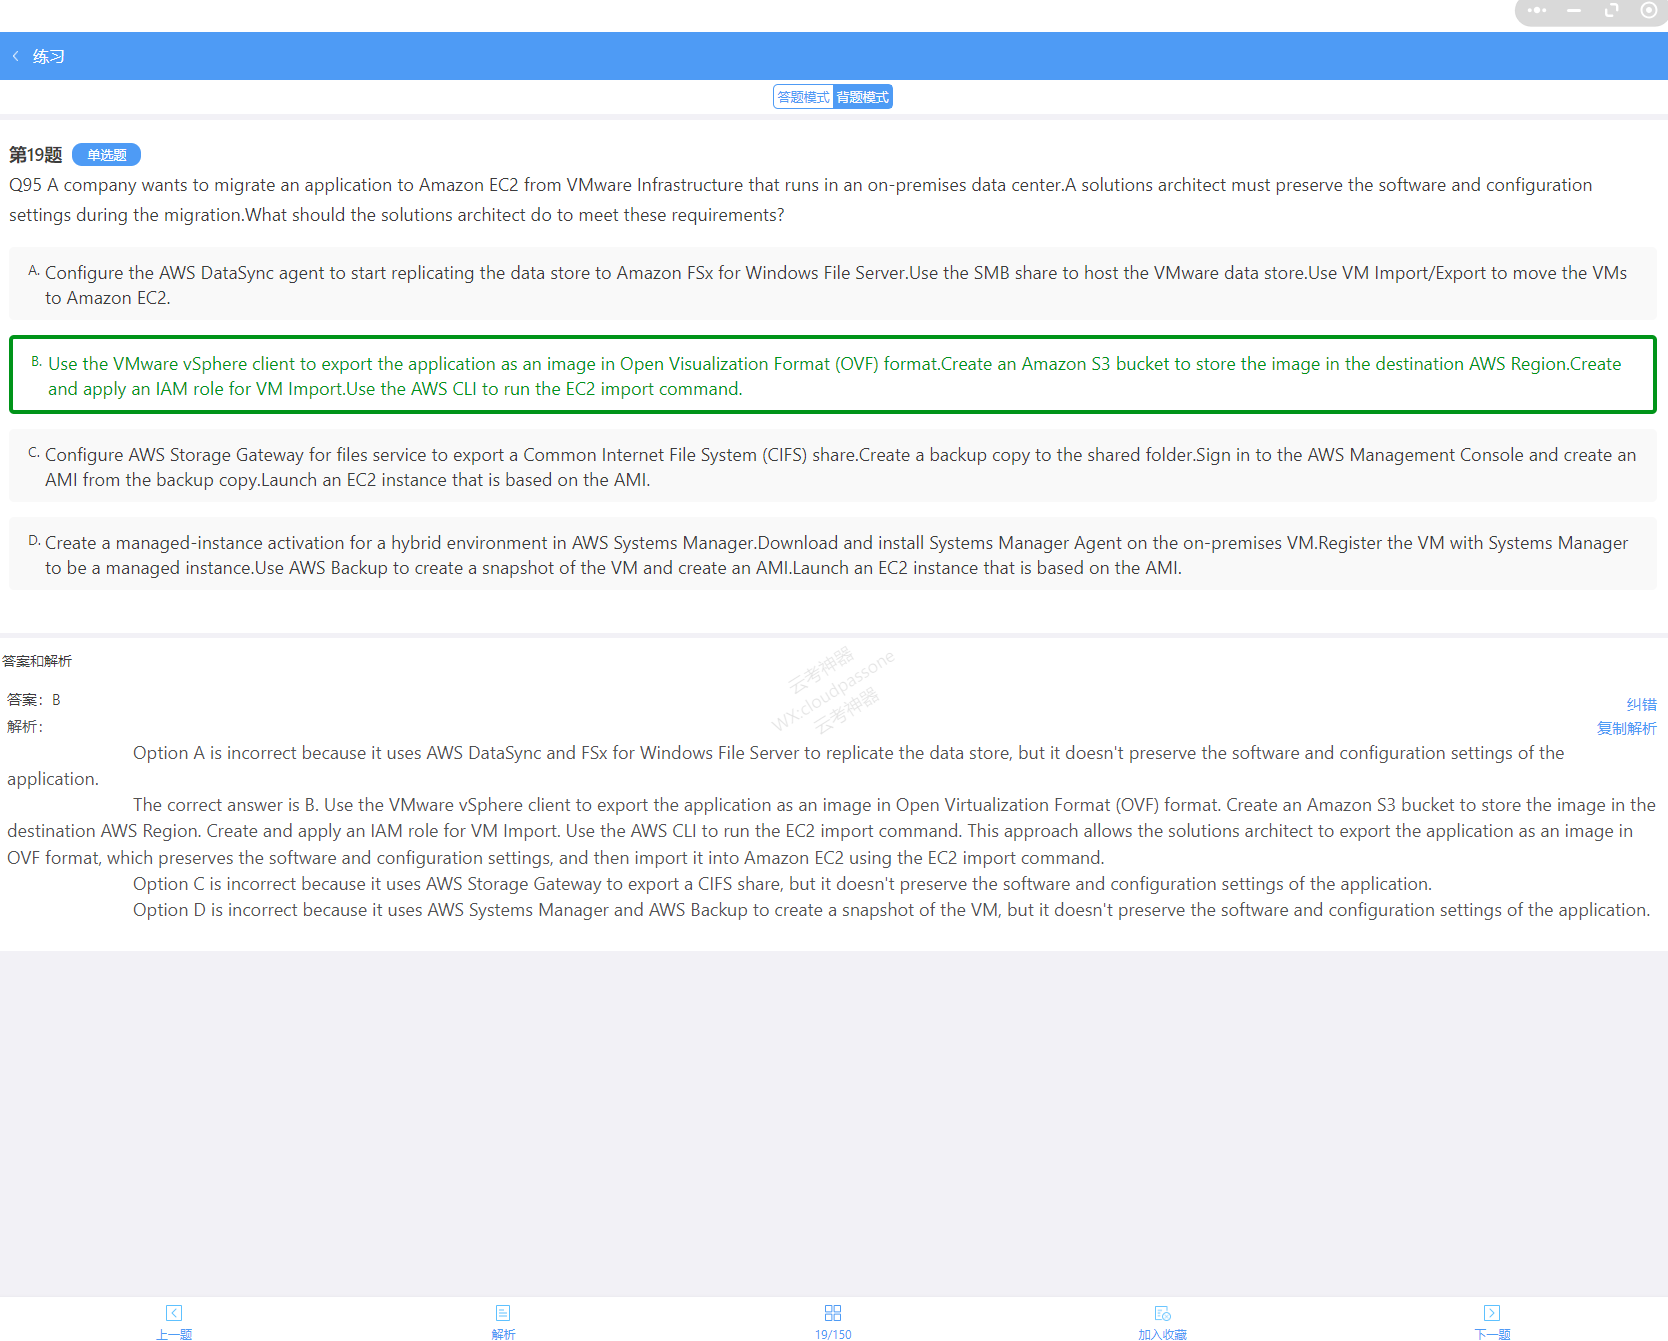 练习
答题模式 背题模式
第19题 单选题
Q95 A company wants to migrate an application to Amazon EC2 from VMware Infrastructure that runs in an on-premises data center.A solutions architect must preserve the software and configuration
settings during the migration.What should the solutions architect do to meet these requirements?
A. Configure the AWS DataSync agent to start replicating the data store to Amazon FSx for Windows File Server.Use the SMB share to host the VMware data store.Use VM Import/Export to move the VMs
to Amazon EC2.
B. Use the VMware vSphere client to export the application as an image in Open Visualization Format (OVF) format.Create an Amazon S3 bucket to store the image in the destination AWS Region.Create
and apply an IAM role for VM Import.Use the AWS CLI to run the EC2 import command.
C. Configure AWS Storage Gateway for files service to export a Common Internet File System (CIFS) share.Create a backup copy to the shared folder.Sign in to the AWS Management Console and create an
AMI from the backup copy.Launch an EC2 instance that is based on the AMI.
D. Create a managed-instance activation for a hybrid environment in AWS Systems Manager.Download and install Systems Manager Agent on the on-premises VM.Register the VM with Systems Manager
to be a managed instance.Use AWS Backup to create a snapshot of the VM and create an AMI.Launch an EC2 instance that is based on the AMI.
答案和解析
云考神器
WX:cloudpassone
云考神器
答案：B
纠错
解析：
复制解析
Option A is incorrect because it uses AWS DataSync and FSx for Windows File Server to replicate the data store, but it doesn't preserve the software and configuration settings of the
application.
The correct answer is B. Use the VMware vSphere client to export the application as an image in Open Virtualization Format (OVF) format. Create an Amazon S3 bucket to store the image in the
destination AWS Region. Create and apply an IAM role for VM Import. Use the AWS CLI to run the EC2 import command. This approach allows the solutions architect to export the application as an image in
OVF format, which preserves the software and configuration settings, and then import it into Amazon EC2 using the EC2 import command.
Option C is incorrect because it uses AWS Storage Gateway to export a CIFS share, but it doesn't preserve the software and configuration settings of the application.
Option D is incorrect because it uses AWS Systems Manager and AWS Backup to create a snapshot of the VM, but it doesn't preserve the software and configuration settings of the application.
上一题 解析 19/150 加入收藏 下一题